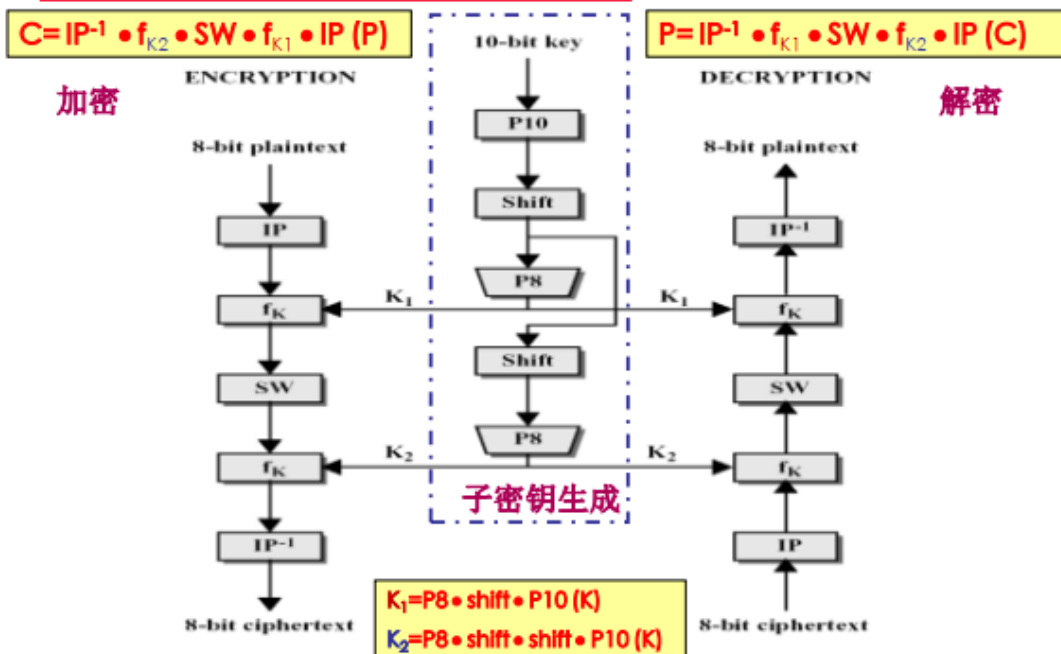 C= IP⁻¹ • fK2 • SW • fK1 • IP (P)
10-bit key
P= IP⁻¹ • fK1 • SW • fK2 • IP (C)
ENCRYPTION
DECRYPTION
加密
解密
P10
8-bit plaintext
8-bit plaintext
Shift
IP
IP⁻¹
P8
K₁
K₁
fK
fK
Shift
SW
SW
P8
K₂
K₂
fK
fK
子密钥生成
IP⁻¹
IP
K₁=P8• shift• P10 (K)
8-bit ciphertext
8-bit ciphertext
K₂=P8• shift• shift• P10 (K)